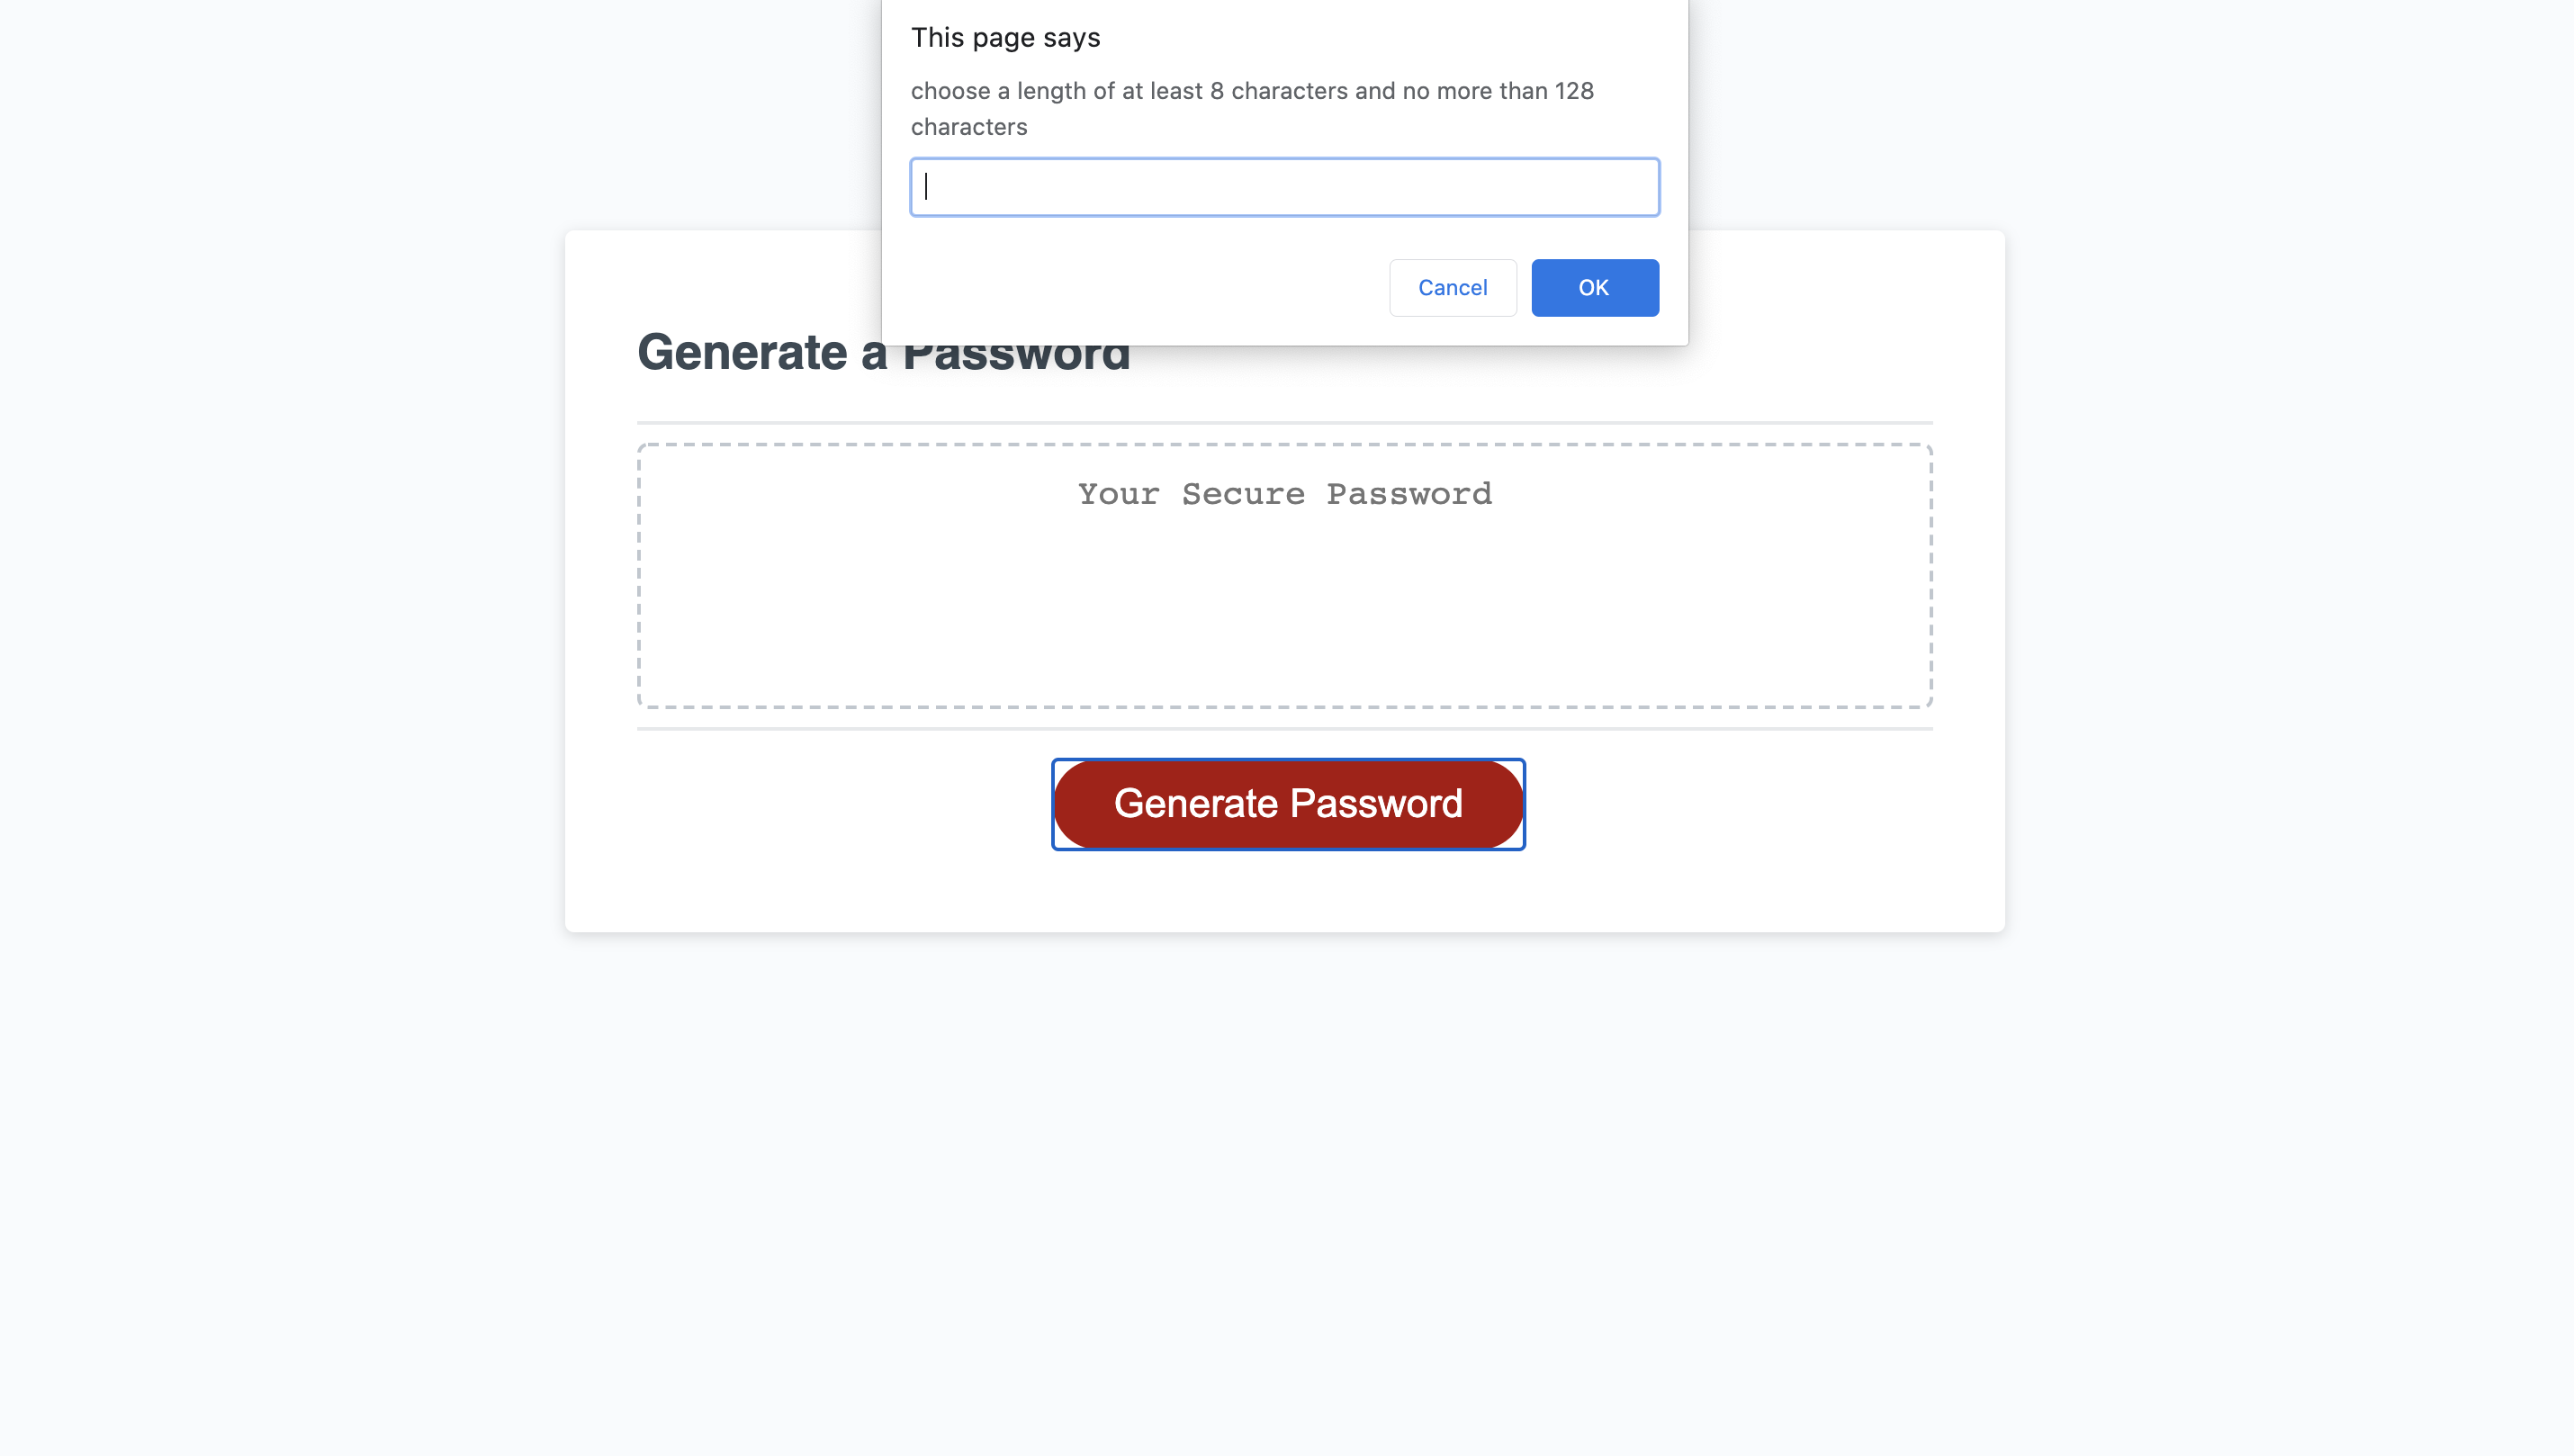 This page says
choose a length of at least 8 characters and no more than 128
characters
Cancel
OK
Generate a Password
Your Secure Password
Generate Password